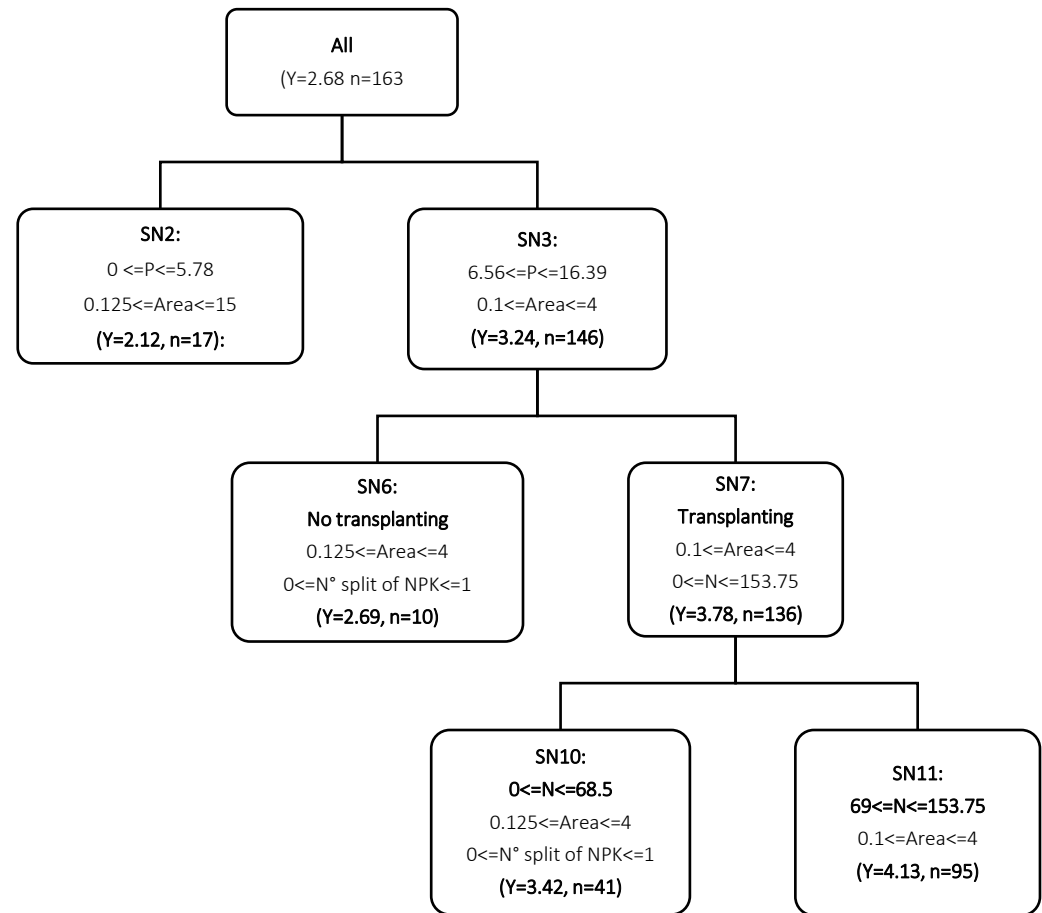 All
(Y=2.68 n=163
SN2:
0 <=P<=5.78
0.125<=Area<=15
(Y=2.12, n=17):
SN3:
6.56<=P<=16.39
0.1<=Area<=4
(Y=3.24, n=146)
SN6:
No transplanting
0.125<=Area<=4
0<=N° split of NPK<=1
(Y=2.69, n=10)
SN7:
Transplanting
0.1<=Area<=4
0<=N<=153.75
(Y=3.78, n=136)
SN10:
0<=N<=68.5
0.125<=Area<=4
0<=N° split of NPK<=1
(Y=3.42, n=41)
SN11:
69<=N<=153.75
0.1<=Area<=4
(Y=4.13, n=95)